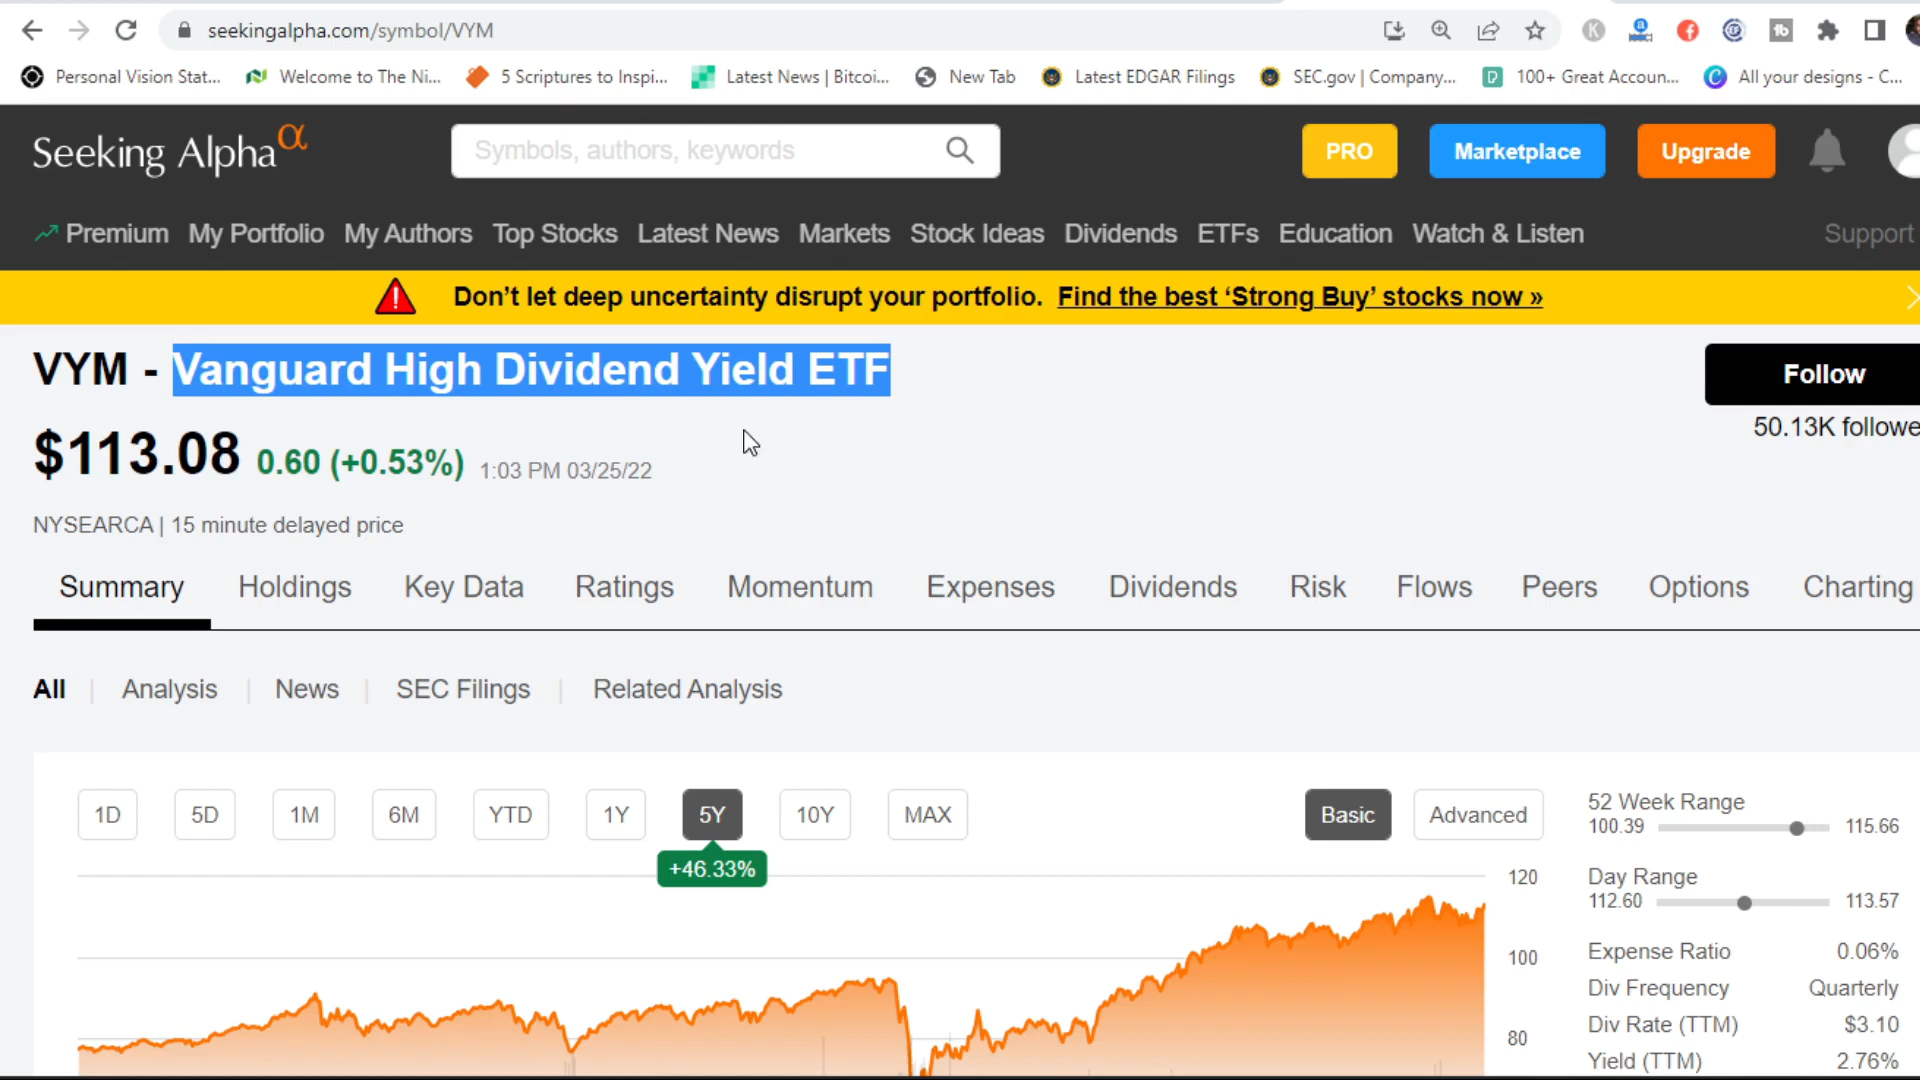 seekingalpha.com/symbol/VYM
Personal Vision Stat... Welcome to The Ni... 5 Scriptures to Inspi... Latest News | Bitcoi... New Tab Latest EDGAR Filings SEC.gov | Company... 100+ Great Accoun... All your designs - C...
Seeking Alpha α
Symbols, authors, keywords
PRO
Marketplace
Upgrade
Premium My Portfolio My Authors Top Stocks Latest News Markets Stock Ideas Dividends ETFs Education Watch & Listen Support
Don’t let deep uncertainty disrupt your portfolio. Find the best ‘Strong Buy’ stocks now »
VYM - Vanguard High Dividend Yield ETF
Follow
$113.08 0.60 (+0.53%) 1:03 PM 03/25/22
50.13K followe
NYSEARCA | 15 minute delayed price
Summary Holdings Key Data Ratings Momentum Expenses Dividends Risk Flows Peers Options Charting
All | Analysis | News | SEC Filings | Related Analysis
1D 5D 1M 6M YTD 1Y 5Y 10Y MAX
Basic Advanced
+46.33%
120
100
80
52 Week Range
100.39 115.66
Day Range
112.60 113.57
Expense Ratio 0.06%
Div Frequency Quarterly
Div Rate (TTM) $3.10
Yield (TTM) 2.76%